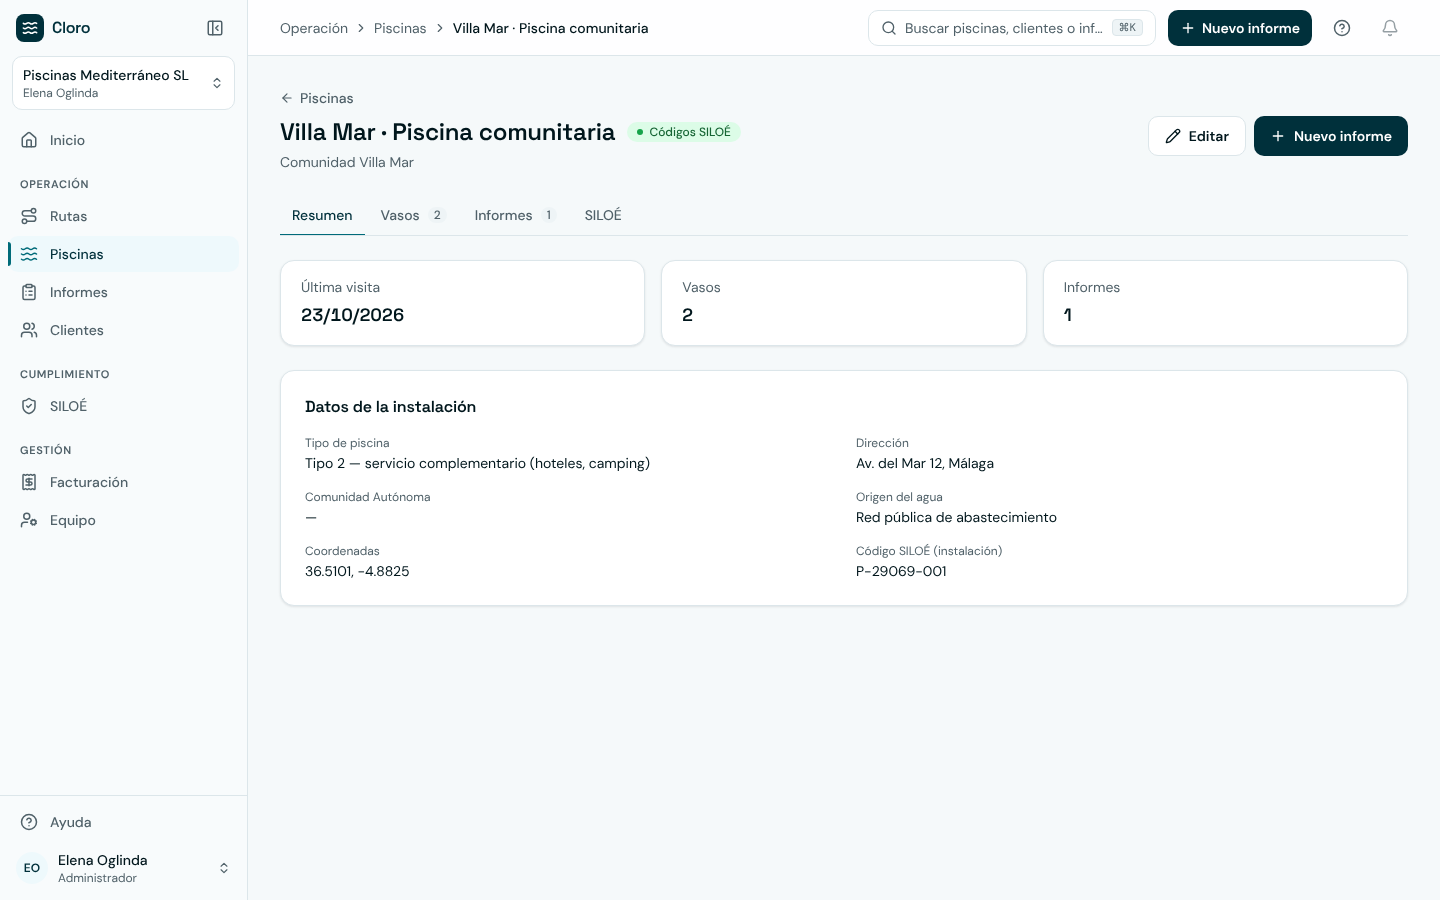 Cloro
Piscinas Mediterráneo SL
Elena Oglinda
Inicio
OPERACIÓN
Rutas
Piscinas
Informes
Clientes
CUMPLIMIENTO
SILOÉ
GESTIÓN
Facturación
Equipo
Ayuda
EO
Elena Oglinda
Administrador
Operación > Piscinas > Villa Mar · Piscina comunitaria
Buscar piscinas, clientes o inf... ⌘K
+ Nuevo informe
← Piscinas
Villa Mar · Piscina comunitaria
Códigos SILOÉ
Comunidad Villa Mar
Editar
+ Nuevo informe
Resumen
Vasos 2
Informes 1
SILOÉ
Última visita
23/10/2026
Vasos
2
Informes
1
Datos de la instalación
Tipo de piscina
Tipo 2 — servicio complementario (hoteles, camping)
Dirección
Av. del Mar 12, Málaga
Comunidad Autónoma
—
Origen del agua
Red pública de abastecimiento
Coordenadas
36.5101, -4.8825
Código SILOÉ (instalación)
P-29069-001